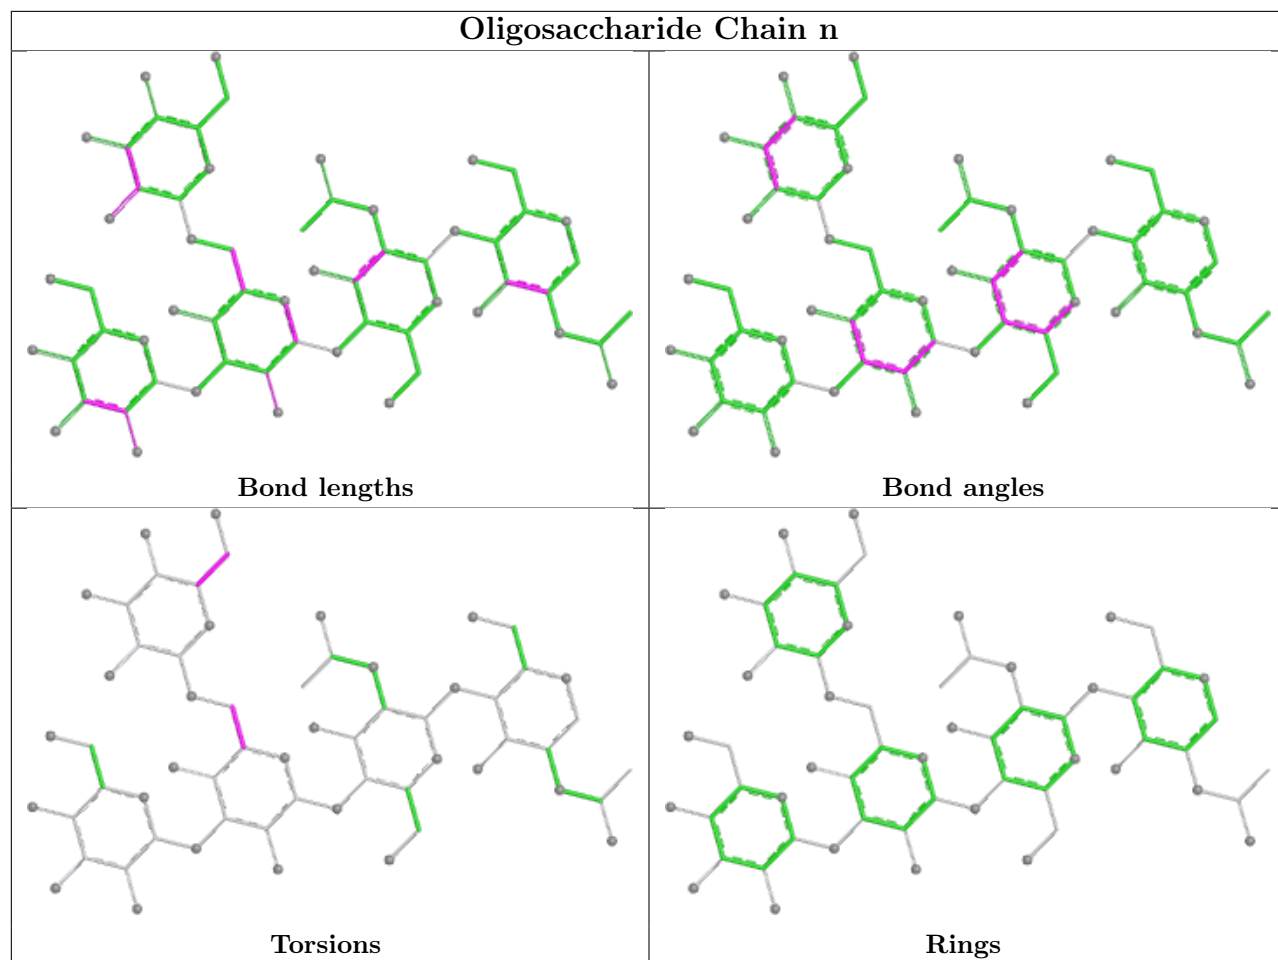 Oligosaccharide Chain n
Bond lengths
Bond angles
Torsions
Rings